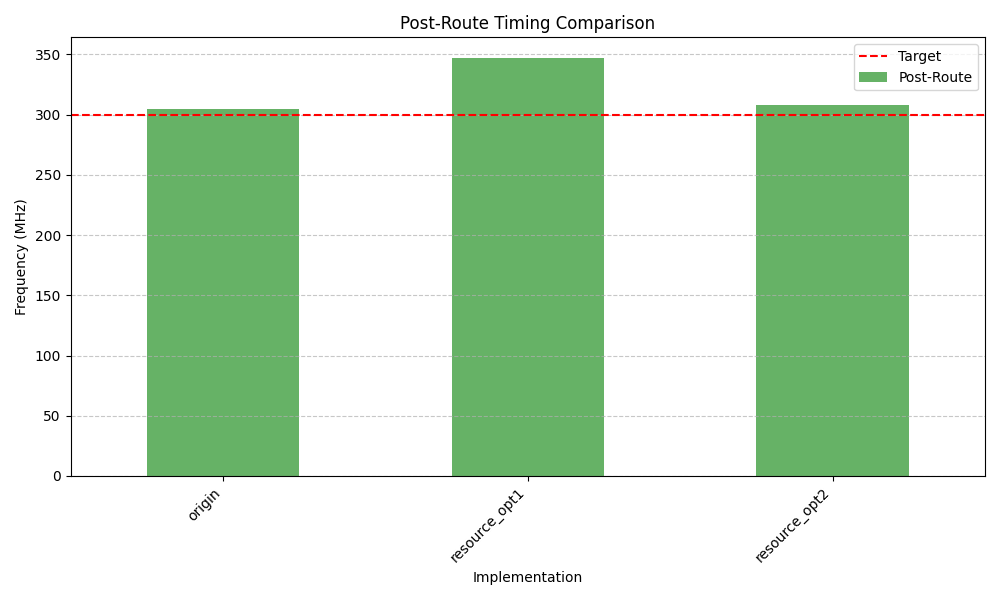 Post-Route Timing Comparison
Target
Post-Route
350
300
250
200
150
100
50
0
Frequency (MHz)
origin
resource_opt1
resource_opt2
Implementation